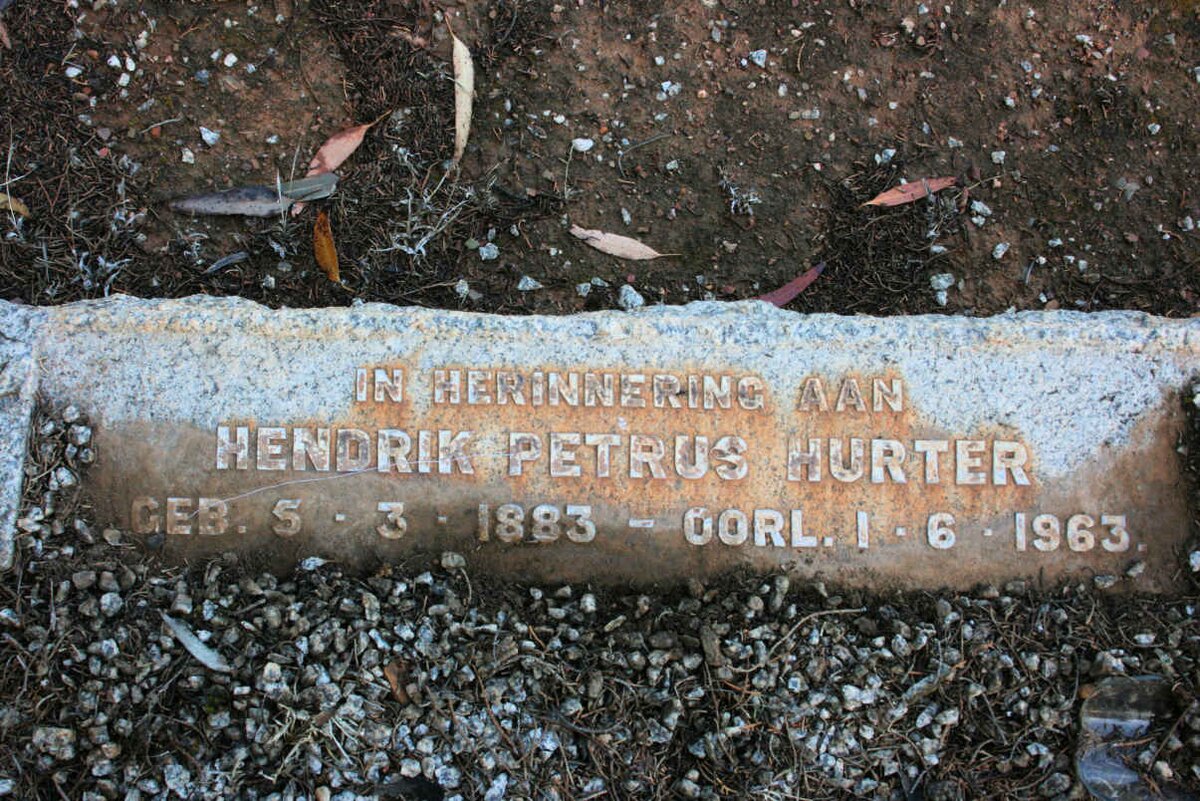 IN HERINNERING AAN
HENDRIK PETRUS HURTER
GEB. 5 · 3 · 1883 – OORL. 1 · 6 · 1963.